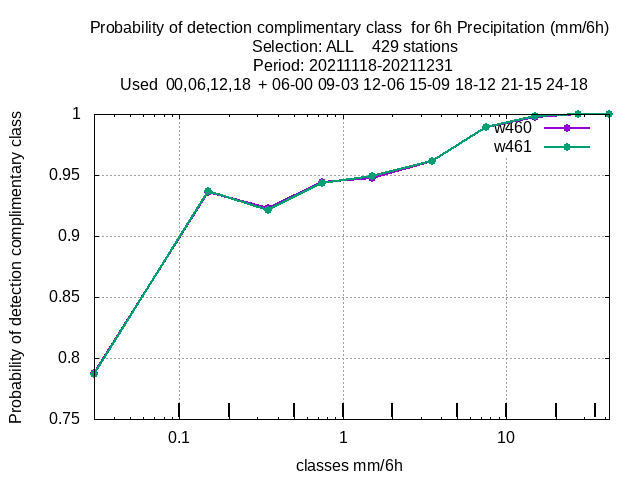 Probability of detection complimentary class  for 6h Precipitation (mm/6h)
Selection: ALL    429 stations
Period: 20211118-20211231
Used  00,06,12,18  + 06-00 09-03 12-06 15-09 18-12 21-15 24-18
Probability of detection complimentary class
1
0.95
0.9
0.85
0.8
0.75
w460
w461
0.1
1
10
classes mm/6h